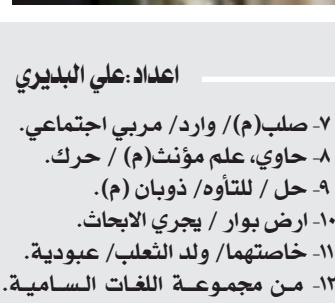 اعداد:علي البديري
٧- صلب(م)/ وارد/ مربي اجتماعي.
٨- حاوي، علم مؤنث(م) / حرك.
٩- حل / للتأوه/ ذوبان (م).
١٠- ارض بوار / يجري الابحاث.
١١- خاصتهما/ ولد الثعلب/ عبودية.
١٢- من مجموعة اللغات السامية.